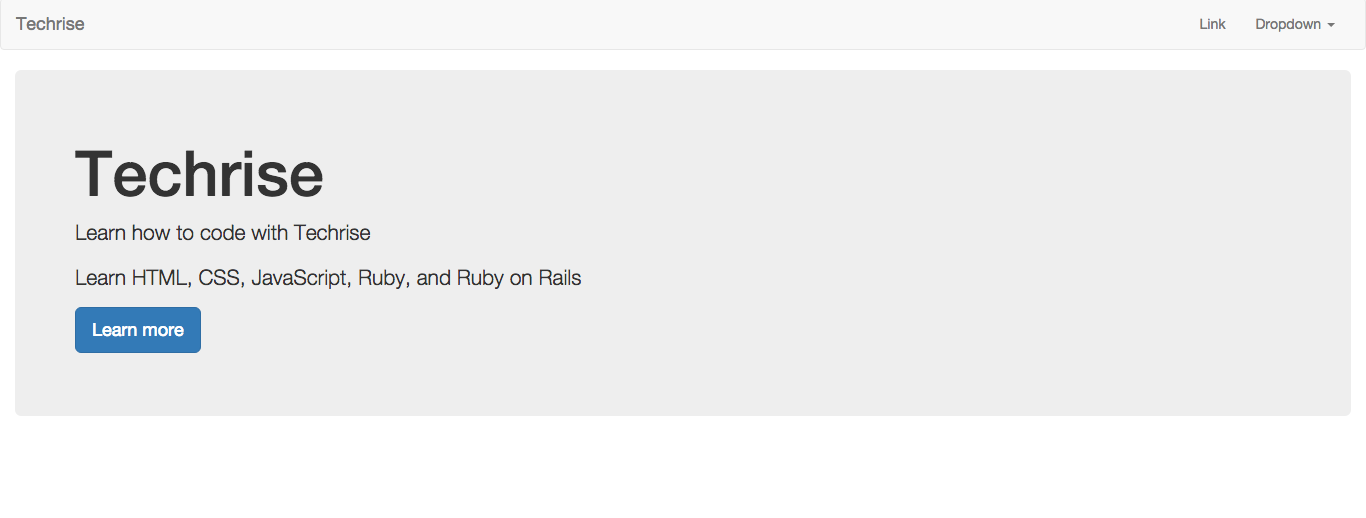 Techrise
Link
Dropdown
Techrise
Learn how to code with Techrise
Learn HTML, CSS, JavaScript, Ruby, and Ruby on Rails
Learn more